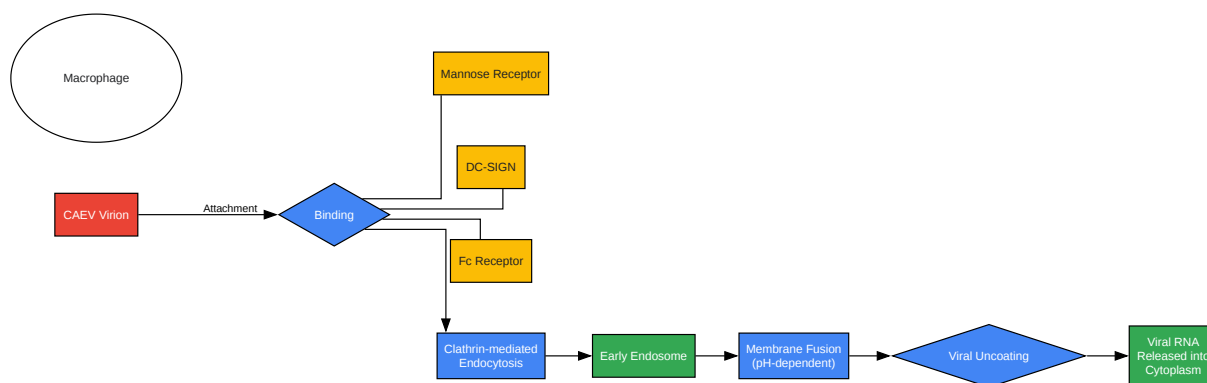 Macrophage
Mannose Receptor
DC-SIGN
CAEV Virion
Attachment
Binding
Fc Receptor
Clathrin-mediated
Endocytosis
Early Endosome
Membrane Fusion
(pH-dependent)
Viral Uncoating
Viral RNA
Released into
Cytoplasm